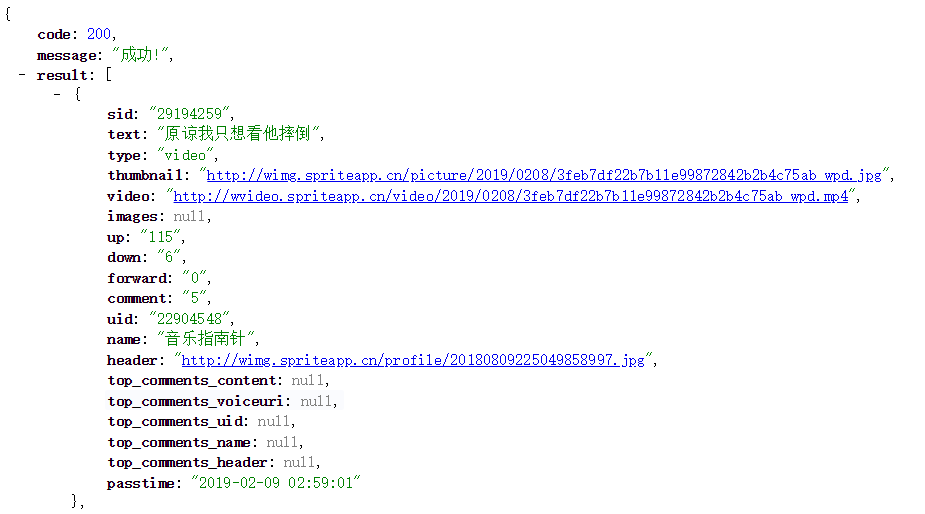 {
code: 200,
message: "成功!",
- result: [
- {
sid: "29194259",
text: "原谅我只想看他摔倒",
type: "video",
thumbnail: "http://wimg.spriteapp.cn/picture/2019/0208/3feb7df22b7b11e99872842b2b4c75ab_wpd.jpg",
video: "http://wvideo.spriteapp.cn/video/2019/0208/3feb7df22b7b11e99872842b2b4c75ab_wpd.mp4",
images: null,
up: "115",
down: "6",
forward: "0",
comment: "5",
uid: "22904548",
name: "音乐指南针",
header: "http://wimg.spriteapp.cn/profile/20180809225049858997.jpg",
top_comments_content: null,
top_comments_voiceuri: null,
top_comments_uid: null,
top_comments_name: null,
top_comments_header: null,
passtime: "2019-02-09 02:59:01"
},